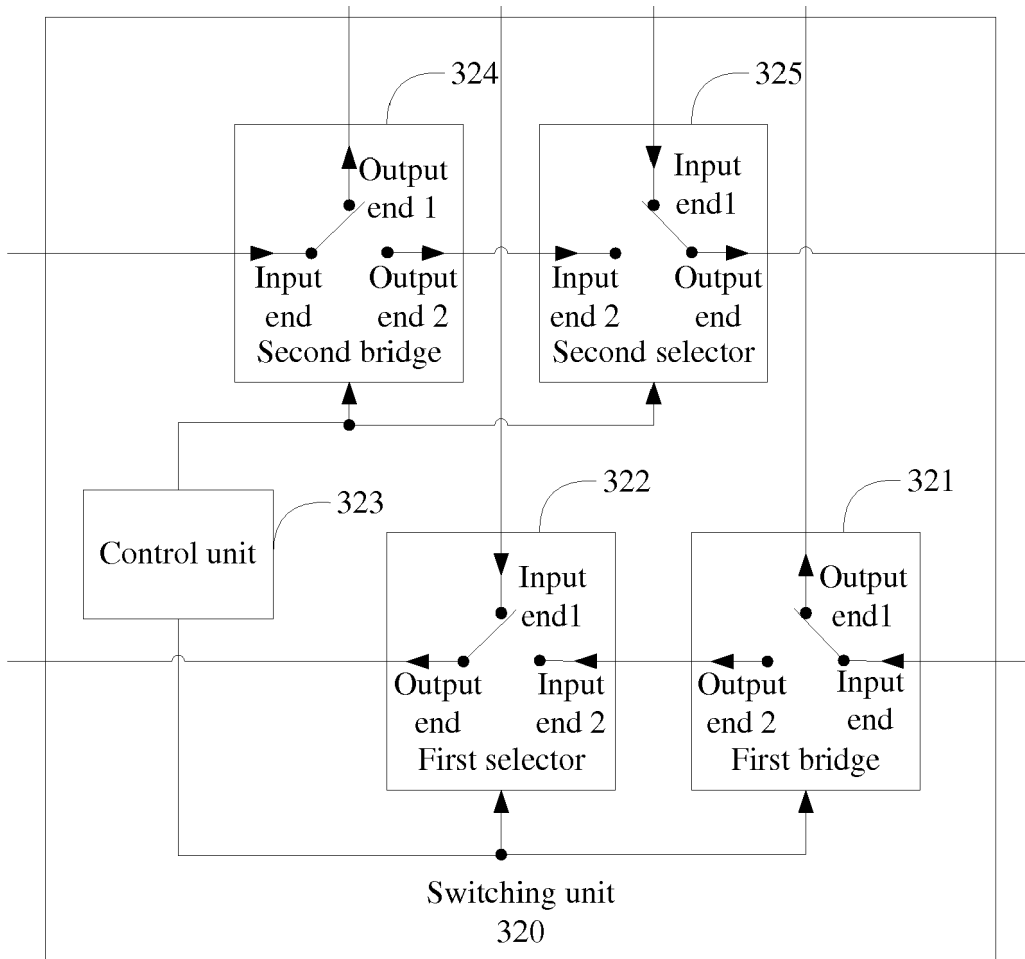 324
325
Output
end 1
Input
end1
Input
end
Output
end 2
Second bridge
Input
end 2
Output
end
Second selector
323
Control unit
322
321
Input
end1
Output
end
Input
end 2
First selector
Output
end1
Output
end 2
Input
end
First bridge
Switching unit
320